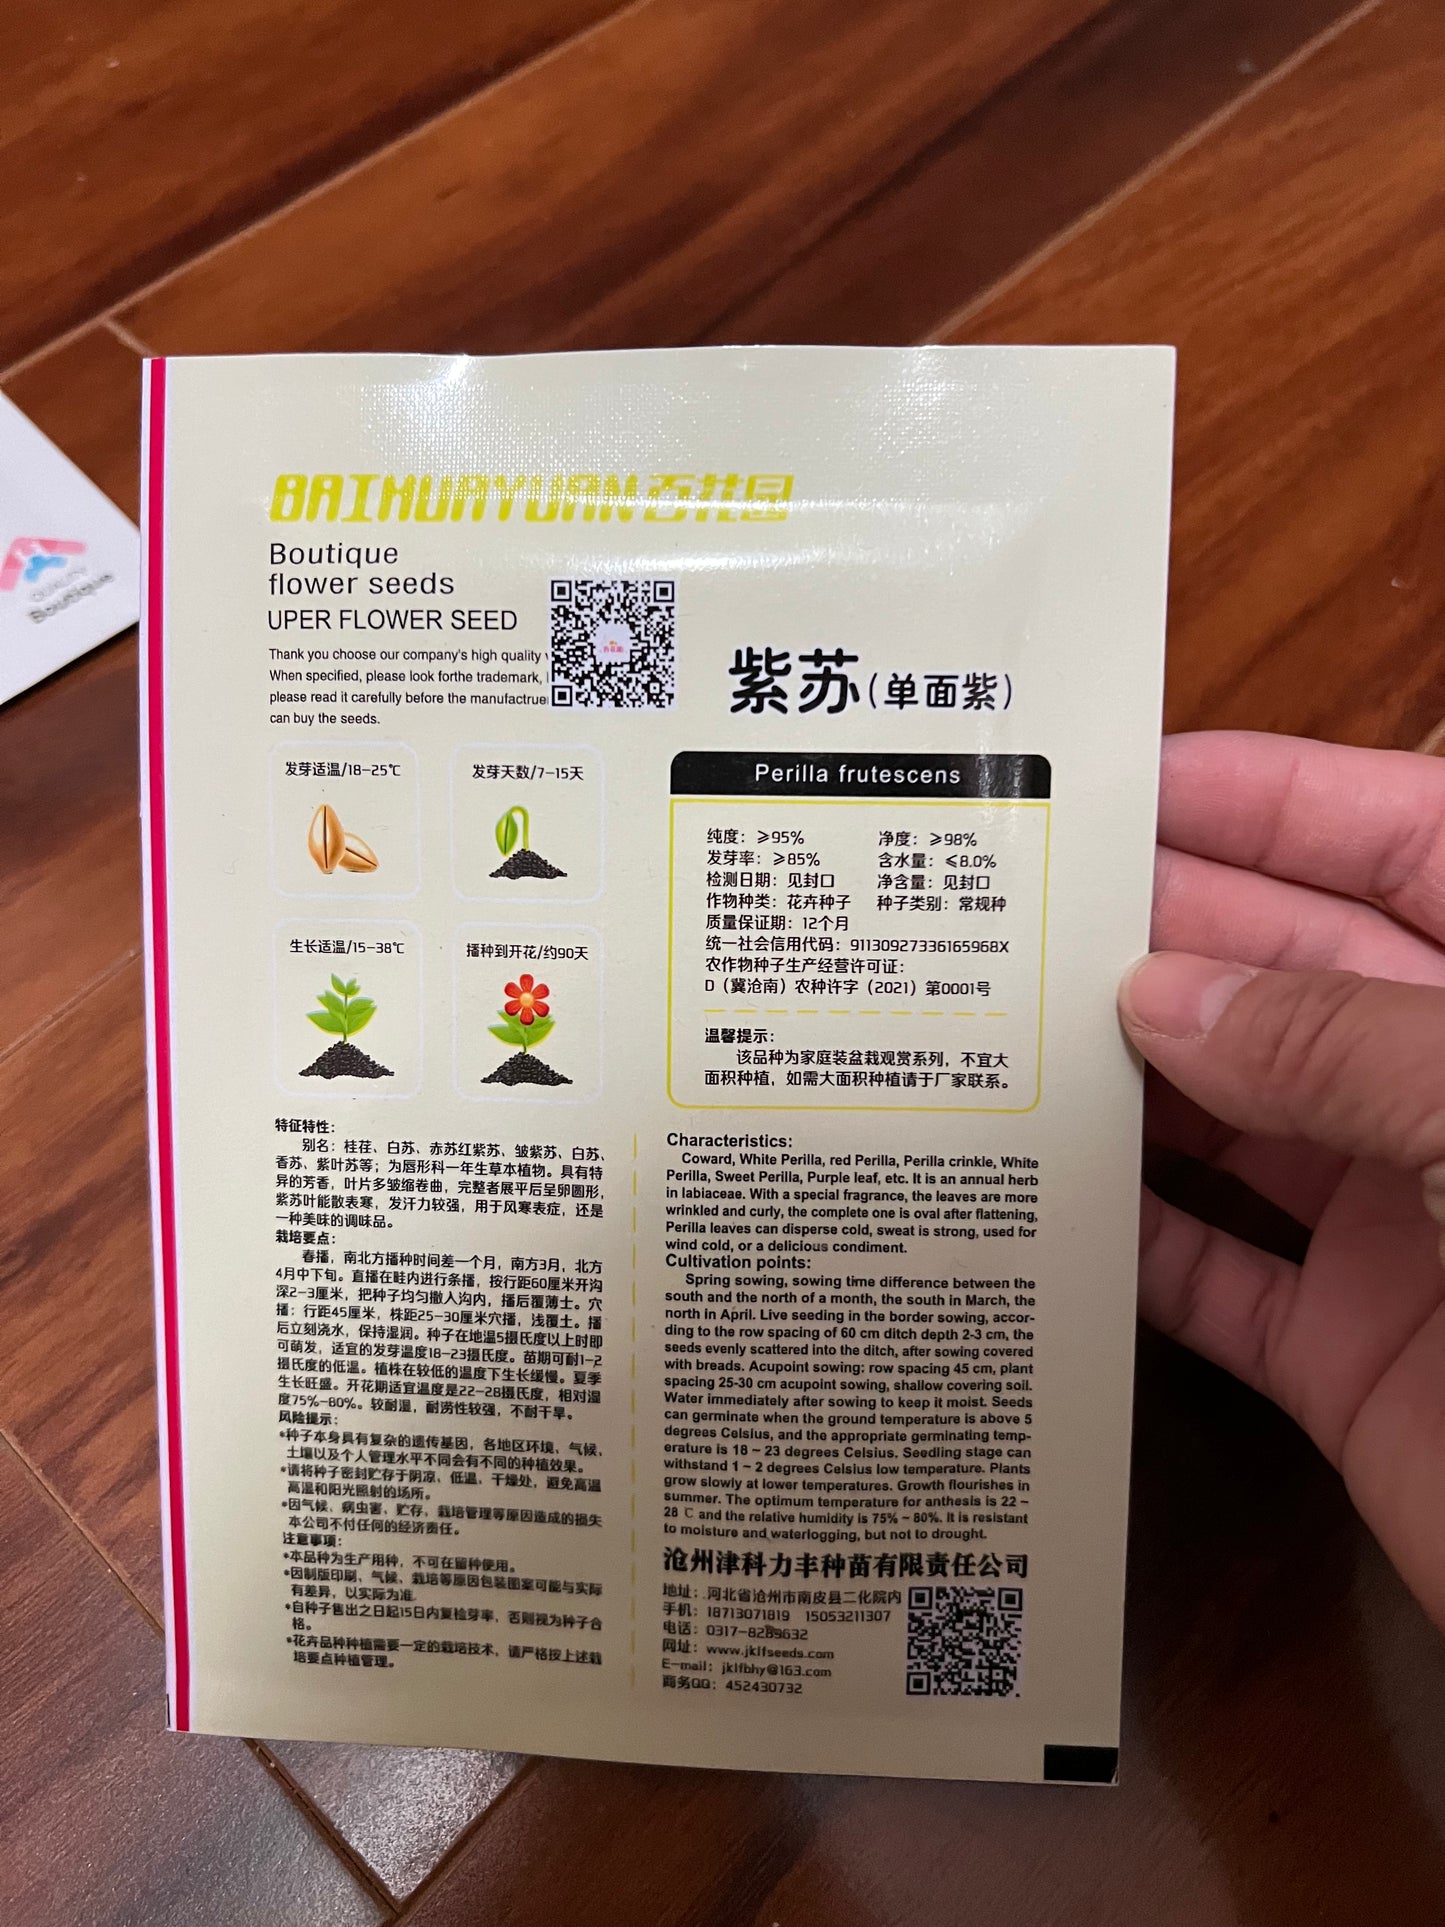 BAIHUAYUAN百花园
Boutique
flower seeds
UPER FLOWER SEED
Thank you choose our company's high quality
When specified, please look forthe trademark,
please read it carefully before the manufactrue
can buy the seeds.
紫苏(单面紫)
发芽适温/18-25℃
发芽天数/7-15天
生长适温/15-38℃
播种到开花/约90天
Perilla frutescens
纯度：≥95% 净度：≥98%
发芽率：≥85% 含水量：≤8.0%
检测日期：见封口 净含量：见封口
作物种类：花卉种子 种子类别：常规种
质量保证期：12个月
统一社会信用代码：91130927336165968X
农作物种子生产经营许可证：
D（冀沧南）农种许字（2021）第0001号
温馨提示：
该品种为家庭装盆栽观赏系列，不宜大
面积种植，如需大面积种植请于厂家联系。
特征特性：
别名：桂荏、白苏、赤苏红紫苏、皱紫苏、白苏、
香苏、紫叶苏等；为唇形科一年生草本植物。具有特
异的芳香，叶片多皱缩卷曲，完整者展平后呈卵圆形，
紫苏叶能散表寒，发汗力较强，用于风寒表症，还是
一种美味的调味品。
栽培要点：
春播，南北方播种时间差一个月，南方3月，北方
4月中下旬。直播在畦内进行条播，按行距60厘米开沟
深2-3厘米，把种子均匀撒入沟内，播后覆薄土。穴
播：行距45厘米，株距25-30厘米穴播，浅覆土。播
后立刻浇水，保持湿润。种子在地温5摄氏度以上时即
可萌发，适宜的发芽温度18-23摄氏度。苗期可耐1-2
摄氏度的低温。植株在较低的温度下生长缓慢。夏季
生长旺盛。开花期适宜温度是22-28摄氏度，相对湿
度75%-80%。较耐湿，耐涝性较强，不耐干旱。
风险提示：
*种子本身具有复杂的遗传基因，各地区环境、气候、
土壤以及个人管理水平不同会有不同的种植效果。
*请将种子密封贮存于阴凉、低温、干燥处，避免高温
高湿和阳光照射的场所。
*因气候、病虫害、贮存、栽培管理等原因造成的损失
本公司不付任何的经济责任。
注意事项：
*本品种为生产用种，不可在留种使用。
*因制版印刷、气候、栽培等原因包装图案可能与实际
有差异，以实际为准.
*自种子售出之日起15日内复检芽率，否则视为种子合
格。
*花卉品种种植需要一定的栽培技术，请严格按上述栽
培要点种植管理。
Characteristics:
Coward, White Perilla, red Perilla, Perilla crinkle, White
Perilla, Sweet Perilla, Purple leaf, etc. It is an annual herb
in labiaceae. With a special fragrance, the leaves are more
wrinkled and curly, the complete one is oval after flattening,
Perilla leaves can disperse cold, sweat is strong, used for
wind cold, or a delicious condiment.
Cultivation points:
Spring sowing, sowing time difference between the
south and the north of a month, the south in March, the
north in April. Live seeding in the border sowing, accor-
ding to the row spacing of 60 cm ditch depth 2-3 cm, the
seeds evenly scattered into the ditch, after sowing covered
with breads. Acupoint sowing: row spacing 45 cm, plant
spacing 25-30 cm acupoint sowing, shallow covering soil.
Water immediately after sowing to keep it moist. Seeds
can germinate when the ground temperature is above 5
degrees Celsius, and the appropriate germinating temp-
erature is 18 ~ 23 degrees Celsius. Seedling stage can
withstand 1 ~ 2 degrees Celsius low temperature. Plants
grow slowly at lower temperatures. Growth flourishes in
summer. The optimum temperature for anthesis is 22 ~
28 ℃ and the relative humidity is 75% ~ 80%. It is resistant
to moisture and waterlogging, but not to drought.
沧州津科力丰种苗有限责任公司
地址：河北省沧州市南皮县二化院内
手机：18713071819 15053211307
电话：0317-8289632
网址：www.jklfseeds.com
E-mail：jklfbhy@163.com
商务QQ：452430732
Boutique